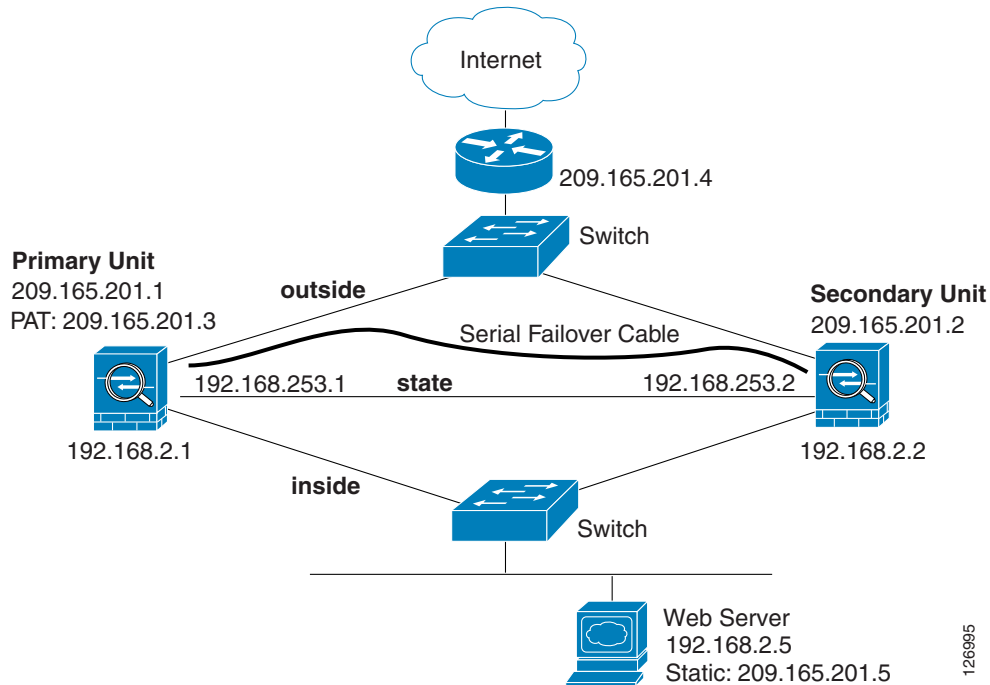 Internet
209.165.201.4
Switch
Primary Unit
209.165.201.1
PAT: 209.165.201.3
outside
Secondary Unit
209.165.201.2
Serial Failover Cable
192.168.253.1
state
192.168.253.2
192.168.2.1
192.168.2.2
inside
Switch
Web Server
192.168.2.5
Static: 209.165.201.5
126995